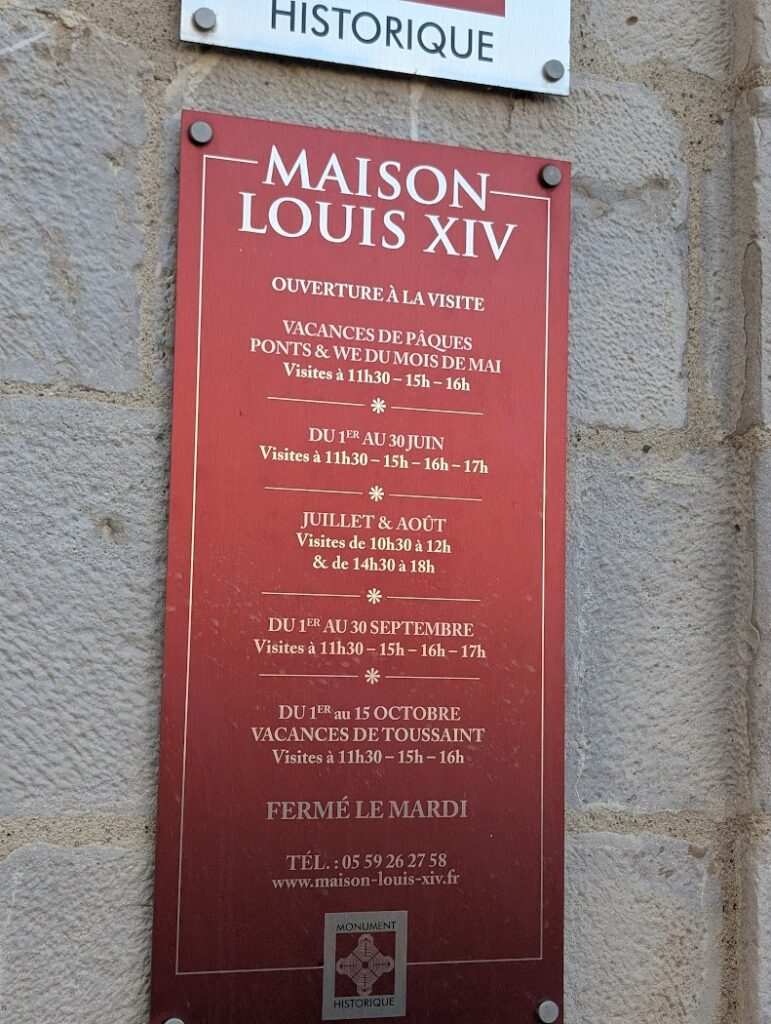 HISTORIQUE
MAISON
LOUIS XIV
OUVERTURE À LA VISITE
VACANCES DE PÂQUES
PONTS & WE DU MOIS DE MAI
Visites à 11h30 – 15h – 16h
DU 1ER AU 30 JUIN
Visites à 11h30 – 15h – 16h – 17h
JUILLET & AOÛT
Visites de 10h30 à 12h
& de 14h30 à 18h
DU 1ER AU 30 SEPTEMBRE
Visites à 11h30 – 15h – 16h – 17h
DU 1ER au 15 OCTOBRE
VACANCES DE TOUSSAINT
Visites à 11h30 – 15h – 16h
FERMÉ LE MARDI
TÉL. : 05 59 26 27 58
www.maison-louis-xiv.fr
MONUMENT
HISTORIQUE